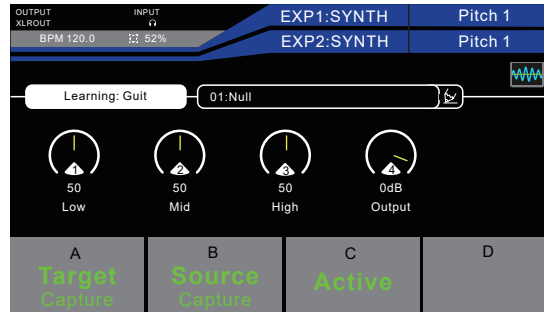 OUTPUT INPUT EXP1:SYNTH Pitch 1
XLROUT
BPM 120.0 52% EXP2:SYNTH Pitch 1
Learning: Guit 01:Null
1 2 3 4
50 50 50 0dB
Low Mid High Output
A B C D
Target Source Active
Capture Capture